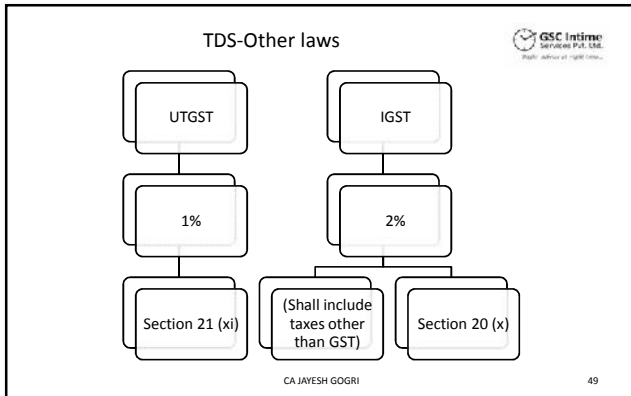 TDS-Other laws
GSC Intime
Services Pvt. Ltd.
UTGST
IGST
1%
2%
Section 21 (xi)
(Shall include
taxes other
than GST)
Section 20 (x)
CA JAYESH GOGRI
49